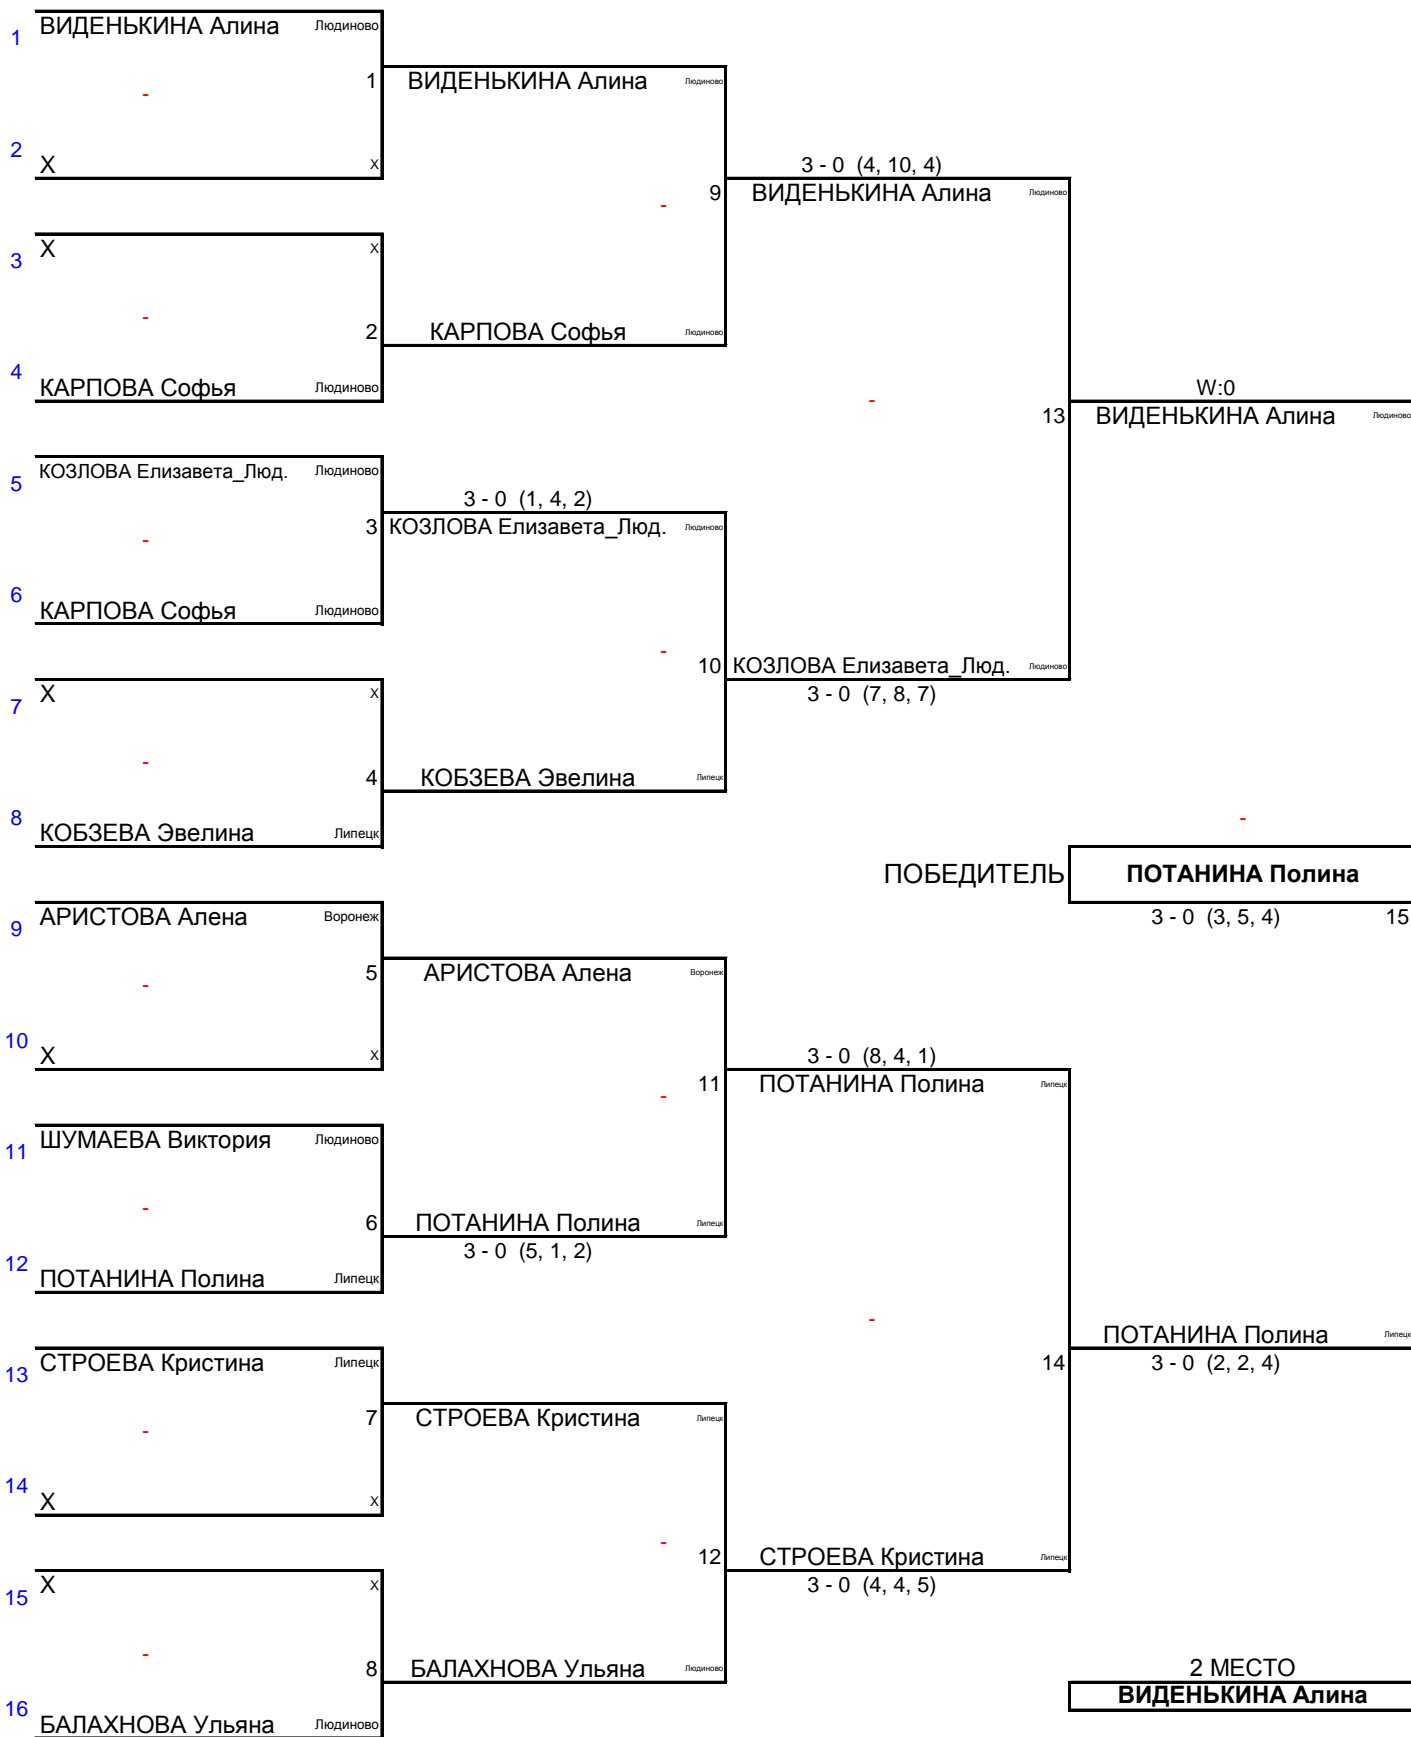 1 ВИДЕНЬКИНА Алина Людиново
1 ВИДЕНЬКИНА Алина Людиново
-
2 X X
3 - 0 (4, 10, 4)
9 ВИДЕНЬКИНА Алина Людиново
-
3 X X
-
2 КАРПОВА Софья Людиново
4 КАРПОВА Софья Людиново
W:0
-
13 ВИДЕНЬКИНА Алина Людиново
5 КОЗЛОВА Елизавета_Люд. Людиново
3 - 0 (1, 4, 2)
3 КОЗЛОВА Елизавета_Люд. Людиново
-
6 КАРПОВА Софья Людиново
-
10 КОЗЛОВА Елизавета_Люд. Людиново
3 - 0 (7, 8, 7)
7 X X
-
4 КОБЗЕВА Эвелина Липецк
8 КОБЗЕВА Эвелина Липецк
-
ПОБЕДИТЕЛЬ ПОТАНИНА Полина
3 - 0 (3, 5, 4) 15
9 АРИСТОВА Алена Воронеж
5 АРИСТОВА Алена Воронеж
-
10 X X
3 - 0 (8, 4, 1)
11 ПОТАНИНА Полина Липецк
-
11 ШУМАЕВА Виктория Людиново
-
6 ПОТАНИНА Полина Липецк
3 - 0 (5, 1, 2)
12 ПОТАНИНА Полина Липецк
-
14 ПОТАНИНА Полина Липецк
3 - 0 (2, 2, 4)
13 СТРОЕВА Кристина Липецк
7 СТРОЕВА Кристина Липецк
-
14 X X
-
12 СТРОЕВА Кристина Липецк
3 - 0 (4, 4, 5)
15 X X
-
8 БАЛАХНОВА Ульяна Людиново
2 МЕСТО
ВИДЕНЬКИНА Алина
16 БАЛАХНОВА Ульяна Людиново